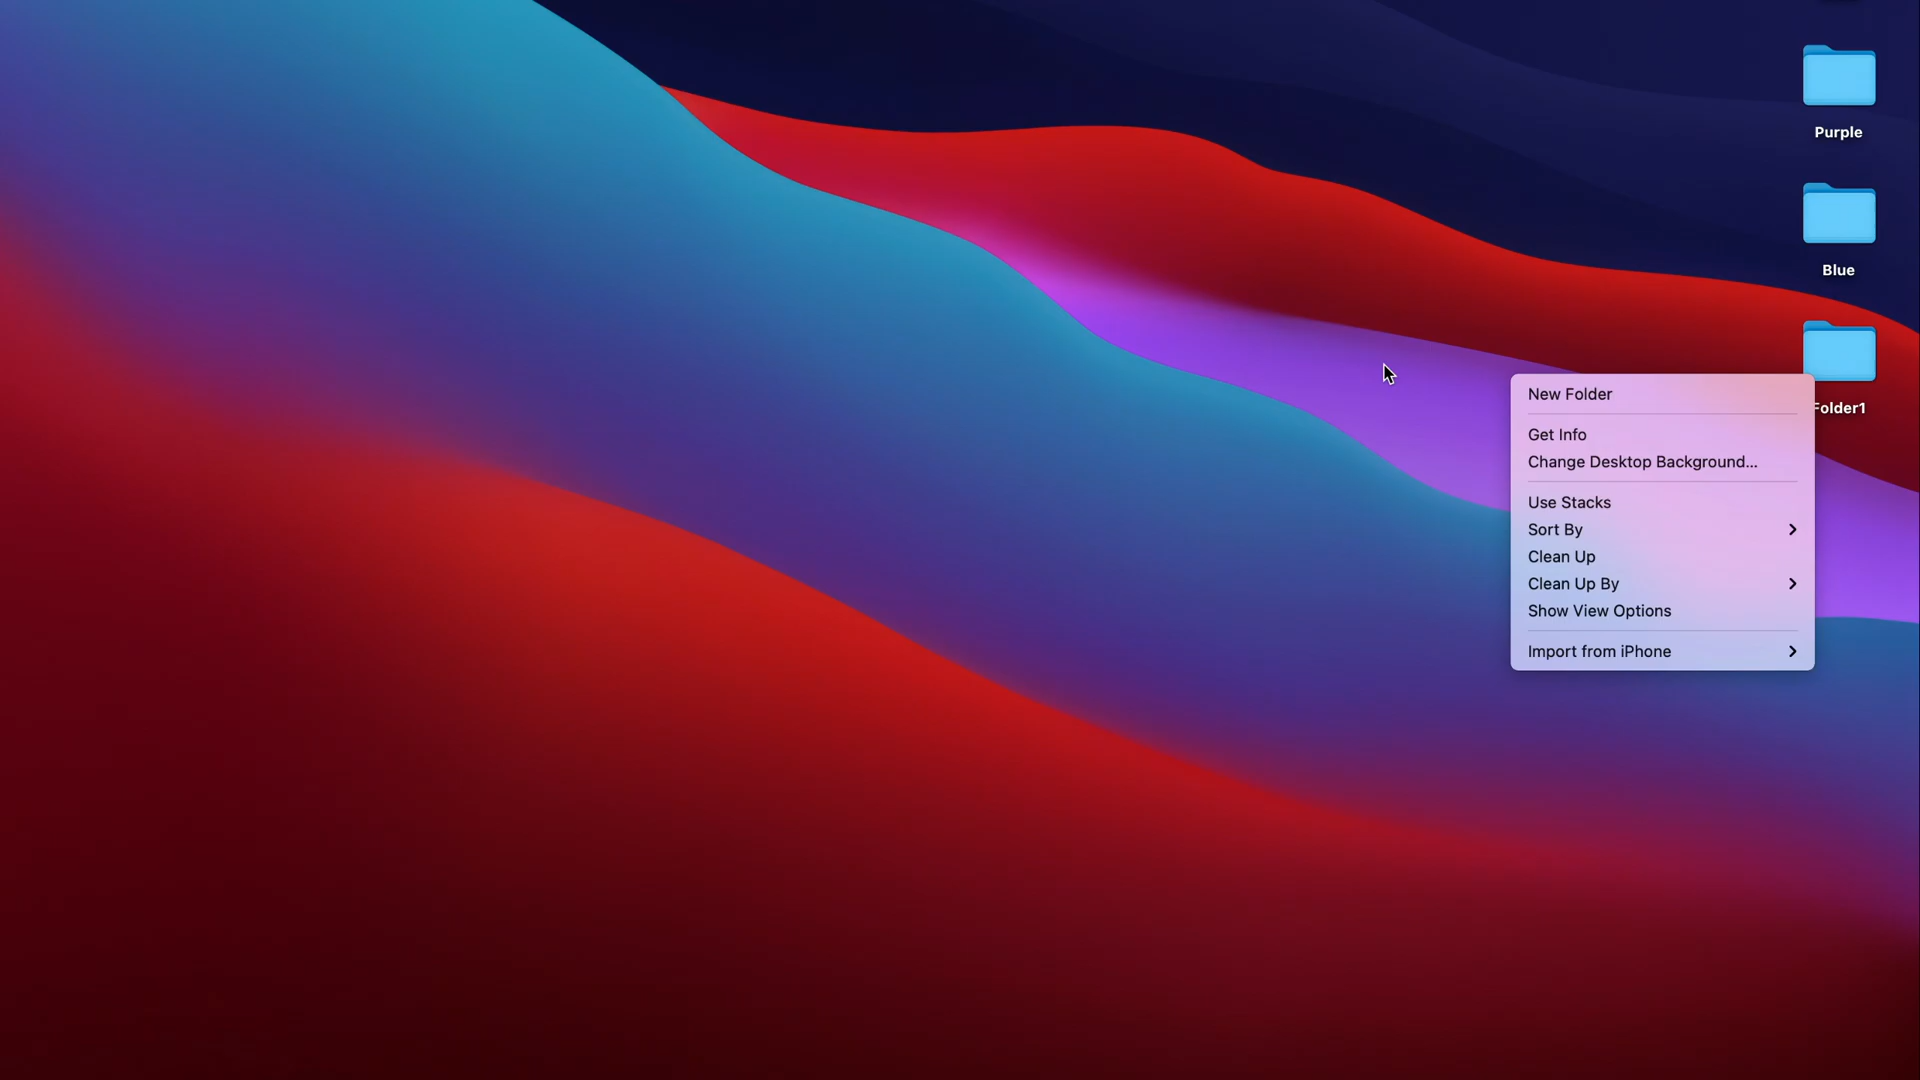 Purple
Blue
Folder1
New Folder
Get Info
Change Desktop Background...
Use Stacks
Sort By
Clean Up
Clean Up By
Show View Options
Import from iPhone